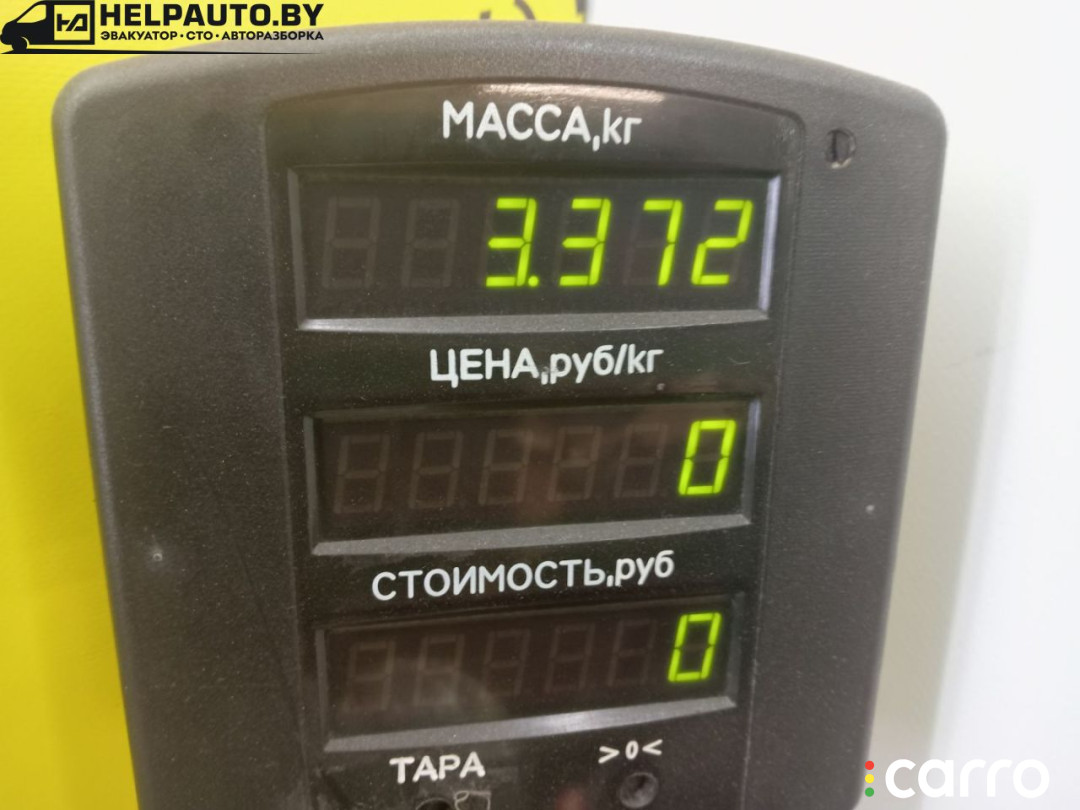 HELPAUTO.BY
ЭВАКУАТОР • СТО • АВТОРАЗБОРКА
МАССА,кг
3.372
ЦЕНА,руб/кг
0
СТОИМОСТЬ,руб
0
ТАРА >0<
carro